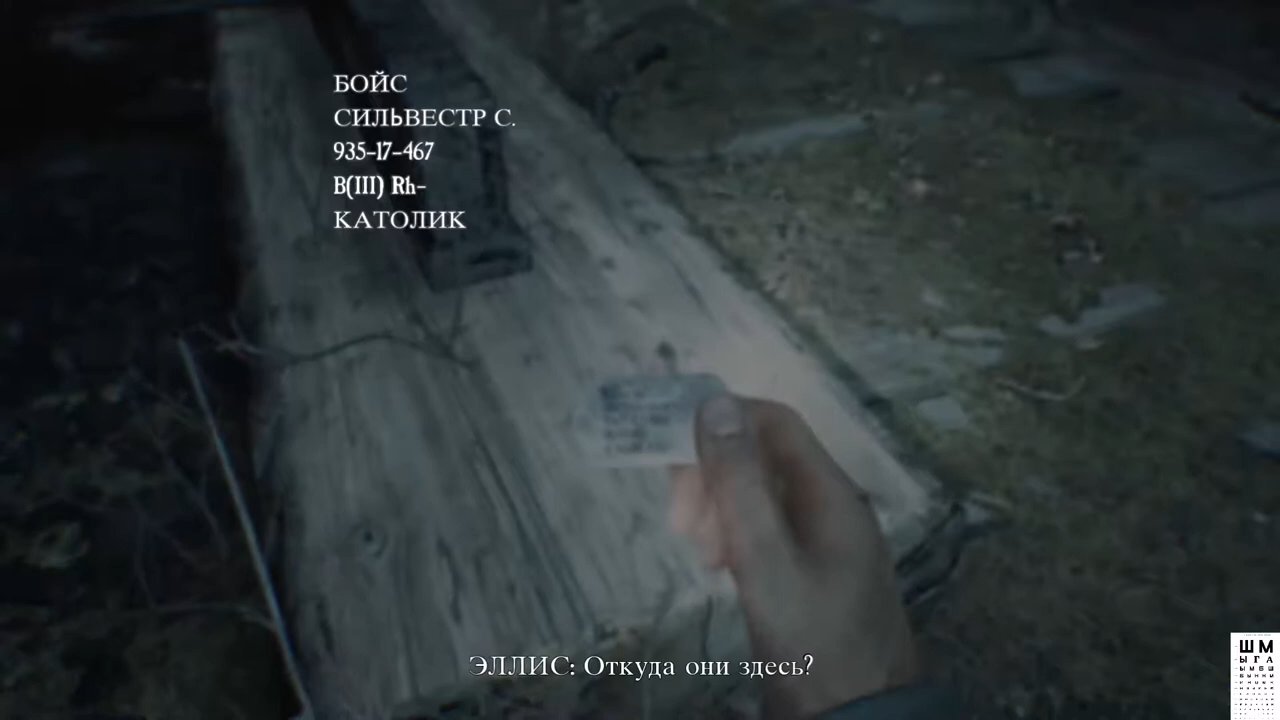 БОЙС
СИЛЬВЕСТР С.
935-17-467
B(III) Rh-
КАТОЛИК
ЭЛЛИС: Откуда они здесь?
Ш М
Ы Г А